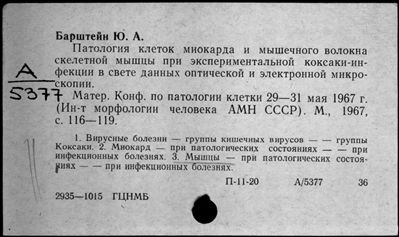 Барштейн Ю. А.
Патология клеток миокарда и мышечного волокна
скелетной мышцы при экспериментальной коксаки-ин-
фекции в свете данных оптической и электронной микро-
скопии.
А
5377
Матер. Конф. по патологии клетки 29—31 мая 1967 г.
(Ин-т морфологии человека АМН СССР). М., 1967,
с. 116—119.
1. Вирусные болезни — группы кишечных вирусов — — группы
Коксаки. 2. Миокард — при патологических состояниях — — при
инфекционных болезнях. 3. Мышцы — при патологических состоя-
ниях — — при инфекционных болезнях.
П-11-20 А/5377 36
2935—1015 ГЦНМБ